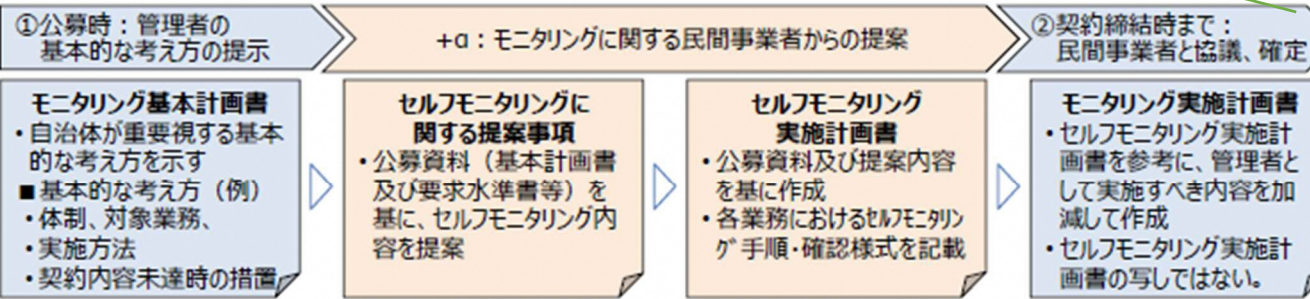 ①公募時：管理者の
基本的な考え方の提示
+α：モニタリングに関する民間事業者からの提案
②契約締結時まで：
民間事業者と協議、確定
モニタリング基本計画書
・自治体が重要視する基本
的な考え方を示す
■基本的な考え方（例）
・体制、対象業務、
・実施方法
・契約内容未達時の措置
セルフモニタリングに
関する提案事項
・公募資料（基本計画書
及び要求水準書等）を
基に、セルフモニタリング内
容を提案
セルフモニタリング
実施計画書
・公募資料及び提案内容
を基に作成
・各業務におけるセルフモニタリン
グ手順・確認様式を記載
モニタリング実施計画書
・セルフモニタリング実施計
画書を参考に、管理者と
して実施すべき内容を加
減して作成
・セルフモニタリング実施計
画書の写しではない。